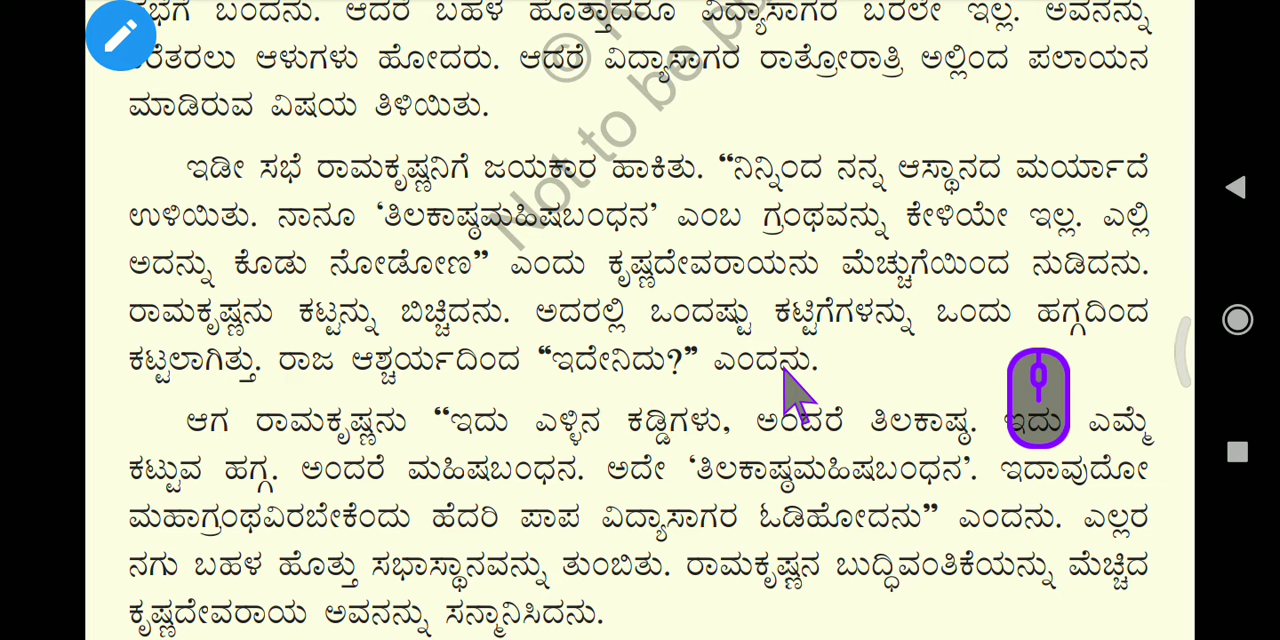 ಸಭೆಗೆ ಬಂದನು. ಆದರೆ ಬಹಳ ಹೊತ್ತಾದರೂ ವಿದ್ಯಾಸಾಗರ ಬರಲೇ ಇಲ್ಲ. ಅವನನ್ನು
ಆಳುಗಳು ಹೋದರು. ಆದರೆ ವಿದ್ಯಾಸಾಗರ ರಾತ್ರೋರಾತ್ರಿ ಅಲ್ಲಿಂದ ಪಲಾಯನ
ಮಾಡಿರುವ ವಿಷಯ ತಿಳಿಯಿತು.
ಇಡೀ ಸಭೆ ರಾಮಕೃಷ್ಣನಿಗೆ ಜಯಕಾರ ಹಾಕಿತು. “ನಿನ್ನಿಂದ ನನ್ನ ಆಸ್ಥಾನದ ಮರ್ಯಾದೆ
ಉಳಿಯಿತು. ನಾನೂ ‘ತಿಲಕಾಷ್ಠಮಹಿಷಬಂಧನ’ ಎಂಬ ಗ್ರಂಥವನ್ನು ಕೇಳಿಯೇ ಇಲ್ಲ. ಎಲ್ಲಿ
ಅದನ್ನು ಕೊಡು ನೋಡೋಣ” ಎಂದು ಕೃಷ್ಣದೇವರಾಯನು ಮೆಚ್ಚುಗೆಯಿಂದ ನುಡಿದನು.
ರಾಮಕೃಷ್ಣನು ಕಟ್ಟನ್ನು ಬಿಚ್ಚಿದನು. ಅದರಲ್ಲಿ ಒಂದಷ್ಟು ಕಟ್ಟಿಗೆಗಳನ್ನು ಒಂದು ಹಗ್ಗದಿಂದ
ಕಟ್ಟಲಾಗಿತ್ತು. ರಾಜ ಆಶ್ಚರ್ಯದಿಂದ “ಇದೇನಿದು?” ಎಂದನು.
ಆಗ ರಾಮಕೃಷ್ಣನು “ಇದು ಎಳ್ಳಿನ ಕಡ್ಡಿಗಳು, ಅಂದರೆ ತಿಲಕಾಷ್ಠ. ಇದು ಎಮ್ಮೆ
ಕಟ್ಟುವ ಹಗ್ಗ. ಅಂದರೆ ಮಹಿಷಬಂಧನ. ಅದೇ ‘ತಿಲಕಾಷ್ಠಮಹಿಷಬಂಧನ’. ಇದಾವುದೋ
ಮಹಾಗ್ರಂಥವಿರಬೇಕೆಂದು ಹೆದರಿ ಪಾಪ ವಿದ್ಯಾಸಾಗರ ಓಡಿಹೋದನು” ಎಂದನು. ಎಲ್ಲರ
ನಗು ಬಹಳ ಹೊತ್ತು ಸಭಾಸ್ಥಾನವನ್ನು ತುಂಬಿತು. ರಾಮಕೃಷ್ಣನ ಬುದ್ಧಿವಂತಿಕೆಯನ್ನು ಮೆಚ್ಚಿದ
ಕೃಷ್ಣದೇವರಾಯ ಅವನನ್ನು ಸನ್ಮಾನಿಸಿದನು.
©
Not to be